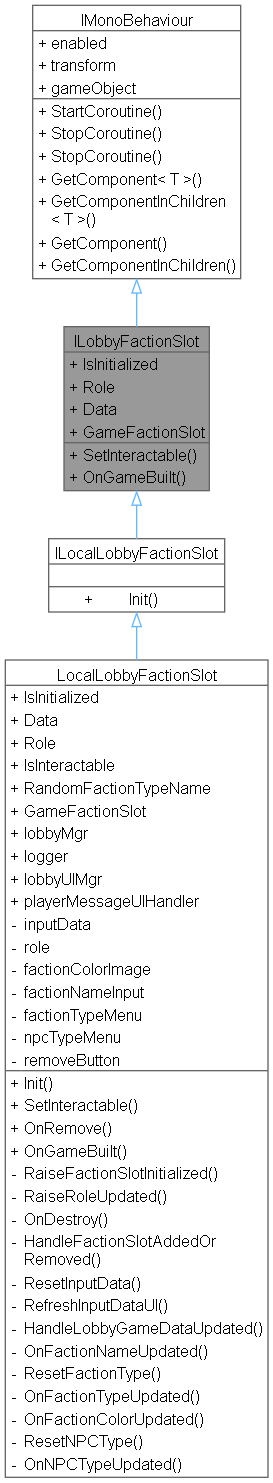 IMonoBehaviour
+ enabled
+ transform
+ gameObject
+ StartCoroutine()
+ StopCoroutine()
+ StopCoroutine()
+ GetComponent< T >()
+ GetComponentInChildren
< T >()
+ GetComponent()
+ GetComponentInChildren()
ILobbyFactionSlot
+ IsInitialized
+ Role
+ Data
+ GameFactionSlot
+ SetInteractable()
+ OnGameBuilt()
ILocalLobbyFactionSlot
+ Init()
LocalLobbyFactionSlot
+ IsInitialized
+ Data
+ Role
+ IsInteractable
+ RandomFactionTypeName
+ GameFactionSlot
+ lobbyMgr
+ logger
+ lobbyUIMgr
+ playerMessageUIHandler
- inputData
- role
- factionColorImage
- factionNameInput
- factionTypeMenu
- npcTypeMenu
- removeButton
+ Init()
+ SetInteractable()
+ OnRemove()
+ OnGameBuilt()
- RaiseFactionSlotInitialized()
- RaiseRoleUpdated()
- OnDestroy()
- HandleFactionSlotAddedOr
Removed()
- ResetInputData()
- RefreshInputDataUI()
- HandleLobbyGameDataUpdated()
- OnFactionNameUpdated()
- ResetFactionType()
- OnFactionTypeUpdated()
- OnFactionColorUpdated()
- ResetNPCType()
- OnNPCTypeUpdated()